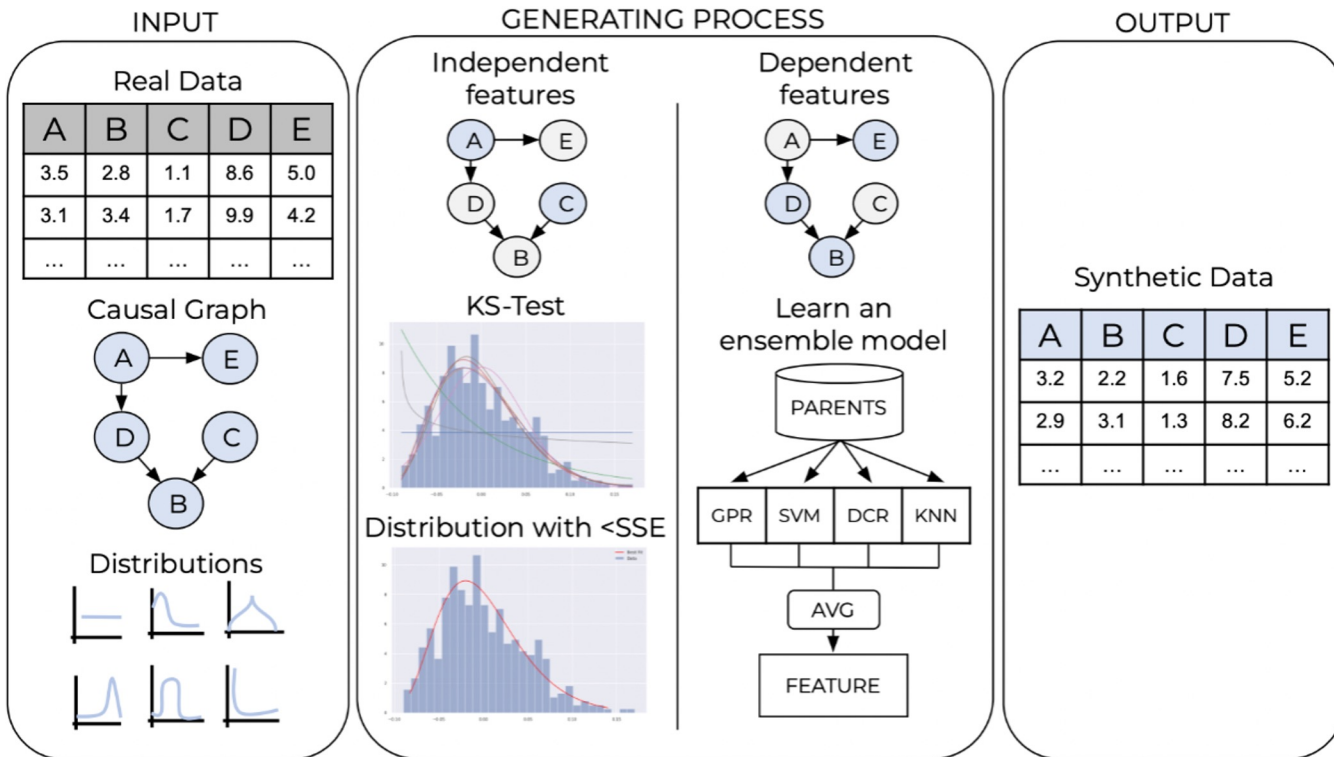 INPUT
Real Data
A B C D E
3.5 2.8 1.1 8.6 5.0
3.1 3.4 1.7 9.9 4.2
... ... ... ... ...
Causal Graph
A E
D C
B
Distributions
GENERATING PROCESS
Independent
features
A E
D C
B
KS-Test
Distribution with <SSE
Dependent
features
A E
D C
B
Learn an
ensemble model
PARENTS
GPR SVM DCR KNN
AVG
FEATURE
OUTPUT
Synthetic Data
A B C D E
3.2 2.2 1.6 7.5 5.2
2.9 3.1 1.3 8.2 6.2
... ... ... ... ...